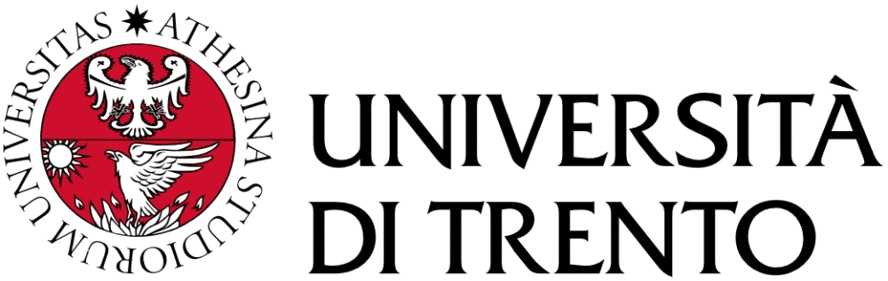 ATHESINA STUDIORUM UNIVERSITAS
UNIVERSITÀ
DI TRENTO